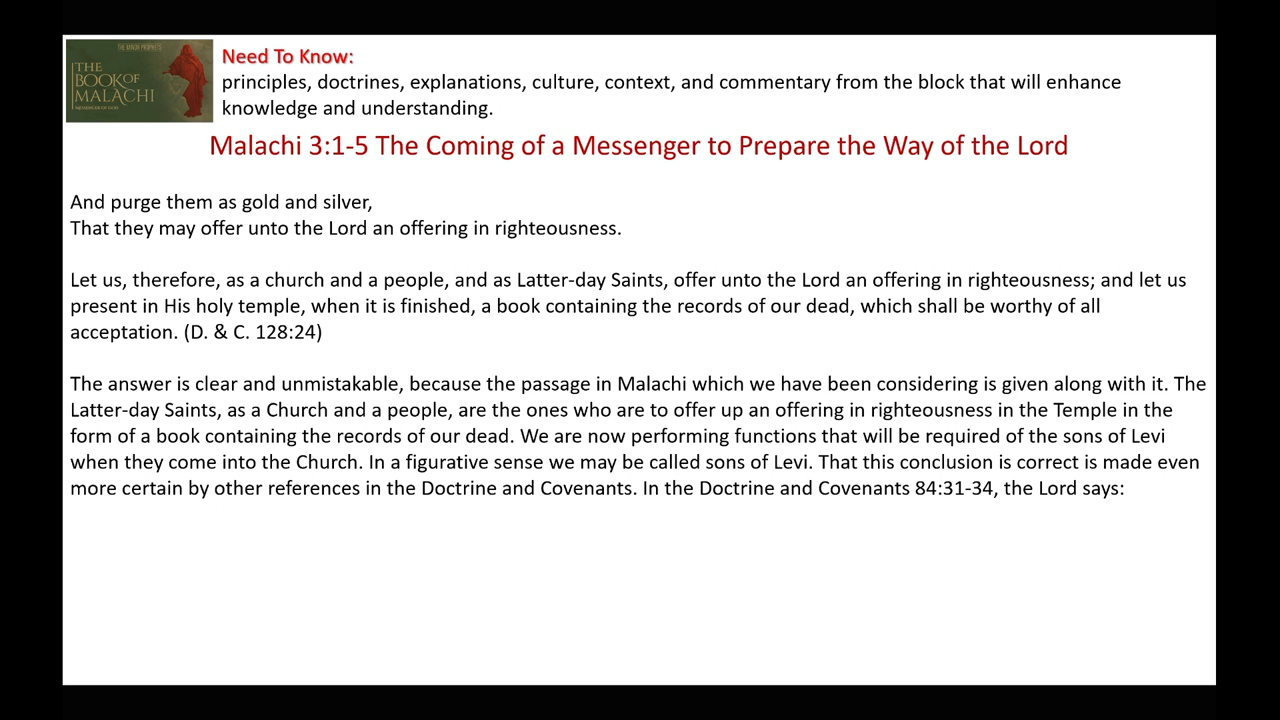 THE MINOR PROPHETS
THE
BOOK OF
MALACHI
Need To Know:
principles, doctrines, explanations, culture, context, and commentary from the block that will enhance
knowledge and understanding.
Malachi 3:1-5 The Coming of a Messenger to Prepare the Way of the Lord
And purge them as gold and silver,
That they may offer unto the Lord an offering in righteousness.
Let us, therefore, as a church and a people, and as Latter-day Saints, offer unto the Lord an offering in righteousness; and let us
present in His holy temple, when it is finished, a book containing the records of our dead, which shall be worthy of all
acceptation. (D. & C. 128:24)
The answer is clear and unmistakable, because the passage in Malachi which we have been considering is given along with it. The
Latter-day Saints, as a Church and a people, are the ones who are to offer up an offering in righteousness in the Temple in the
form of a book containing the records of our dead. We are now performing functions that will be required of the sons of Levi
when they come into the Church. In a figurative sense we may be called sons of Levi. That this conclusion is correct is made even
more certain by other references in the Doctrine and Covenants. In the Doctrine and Covenants 84:31-34, the Lord says: